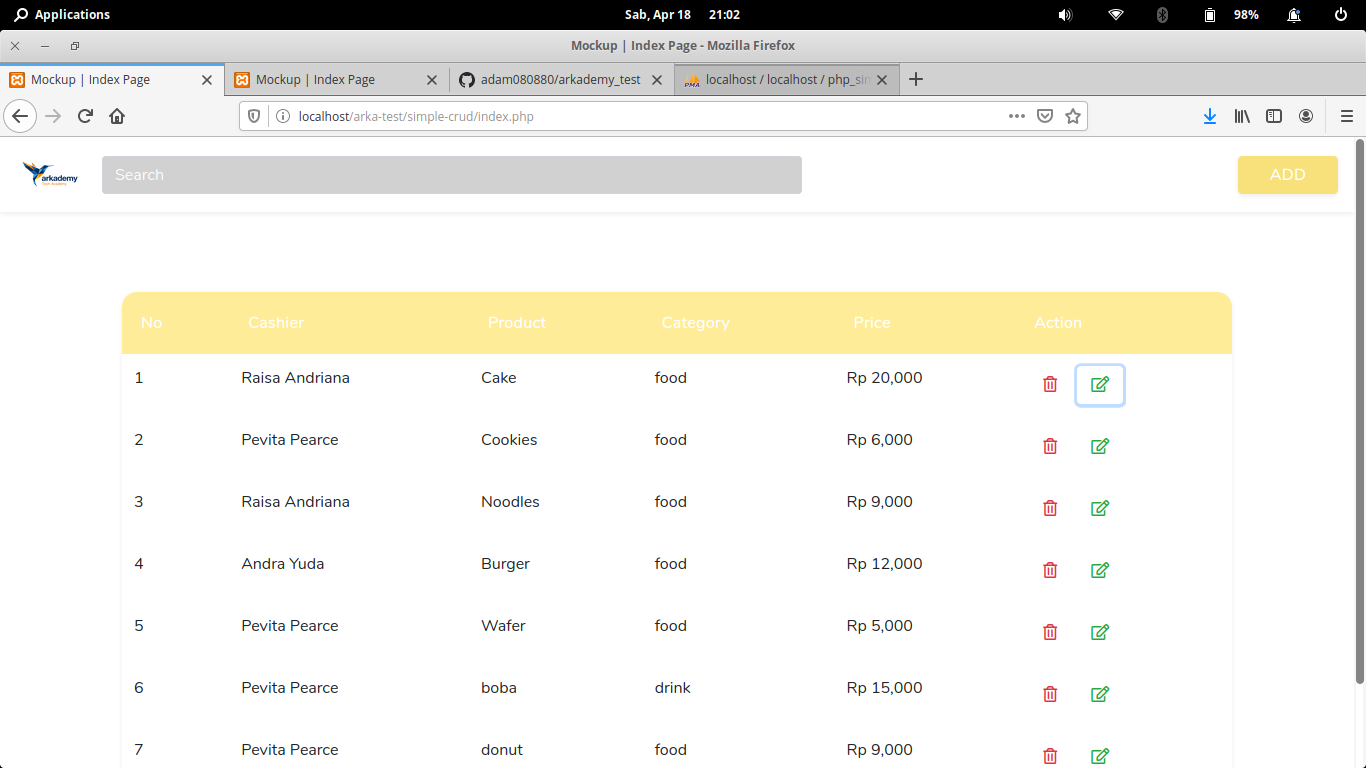 Applications Sab, Apr 18 21:02 98%
Mockup | Index Page - Mozilla Firefox
Mockup | Index Page Mockup | Index Page adam080880/arkademy_test localhost / localhost / php_sim
localhost/arka-test/simple-crud/index.php
arkademy Search ADD
Tech Academy
No Cashier Product Category Price Action
1 Raisa Andriana Cake food Rp 20,000
2 Pevita Pearce Cookies food Rp 6,000
3 Raisa Andriana Noodles food Rp 9,000
4 Andra Yuda Burger food Rp 12,000
5 Pevita Pearce Wafer food Rp 5,000
6 Pevita Pearce boba drink Rp 15,000
7 Pevita Pearce donut food Rp 9,000